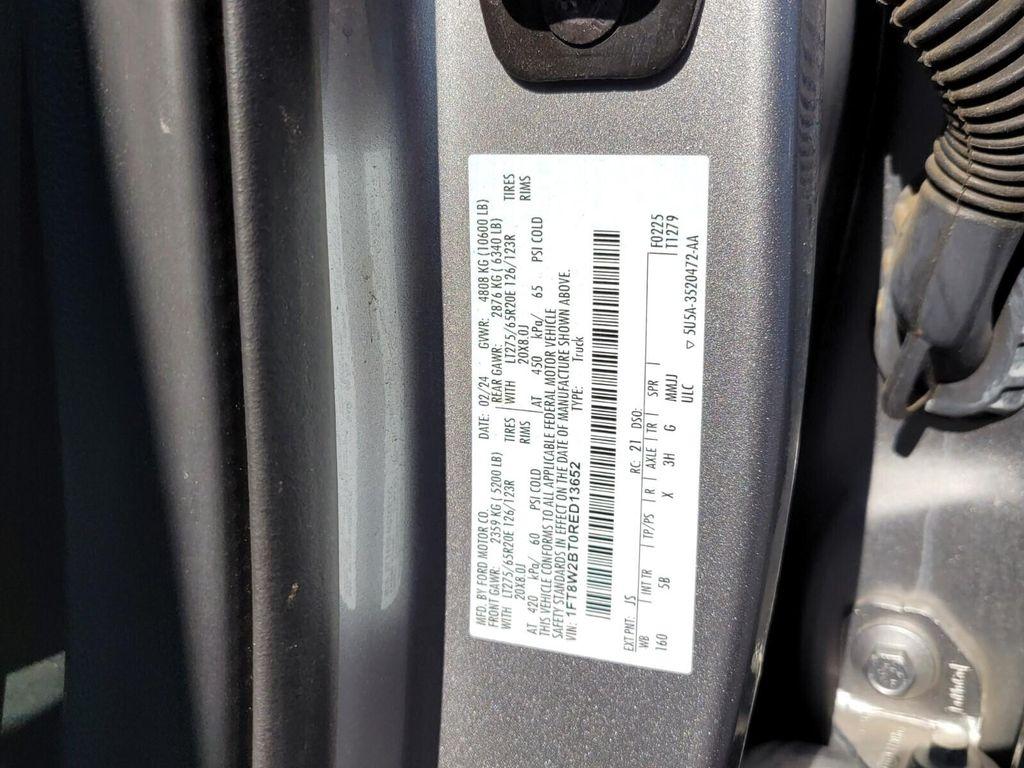 MFD. BY FORD MOTOR CO.
DATE: 02/24 GVWR: 4808 KG (10600 LB)
FRONT GAWR: 2359 KG ( 5200 LB) REAR GAWR: 2876 KG ( 6340 LB)
WITH LT275/65R20E 126/123R TIRES WITH LT275/65R20E 126/123R TIRES
20X8.0J RIMS 20X8.0J RIMS
AT 420 kPa/ 60 PSI COLD AT 450 kPa/ 65 PSI COLD
THIS VEHICLE CONFORMS TO ALL APPLICABLE FEDERAL MOTOR VEHICLE
SAFETY STANDARDS IN EFFECT ON THE DATE OF MANUFACTURE SHOWN ABOVE.
VIN: 1FT8W2BT0RED13652 TYPE: Truck
EXT PNT: JS RC: 21 DSO: F0225
WB INT TR TP/PS R AXLE TR SPR T1279
160 5B X 3H G MMJJ
ULC ▽ 5U5A-3520472-AA